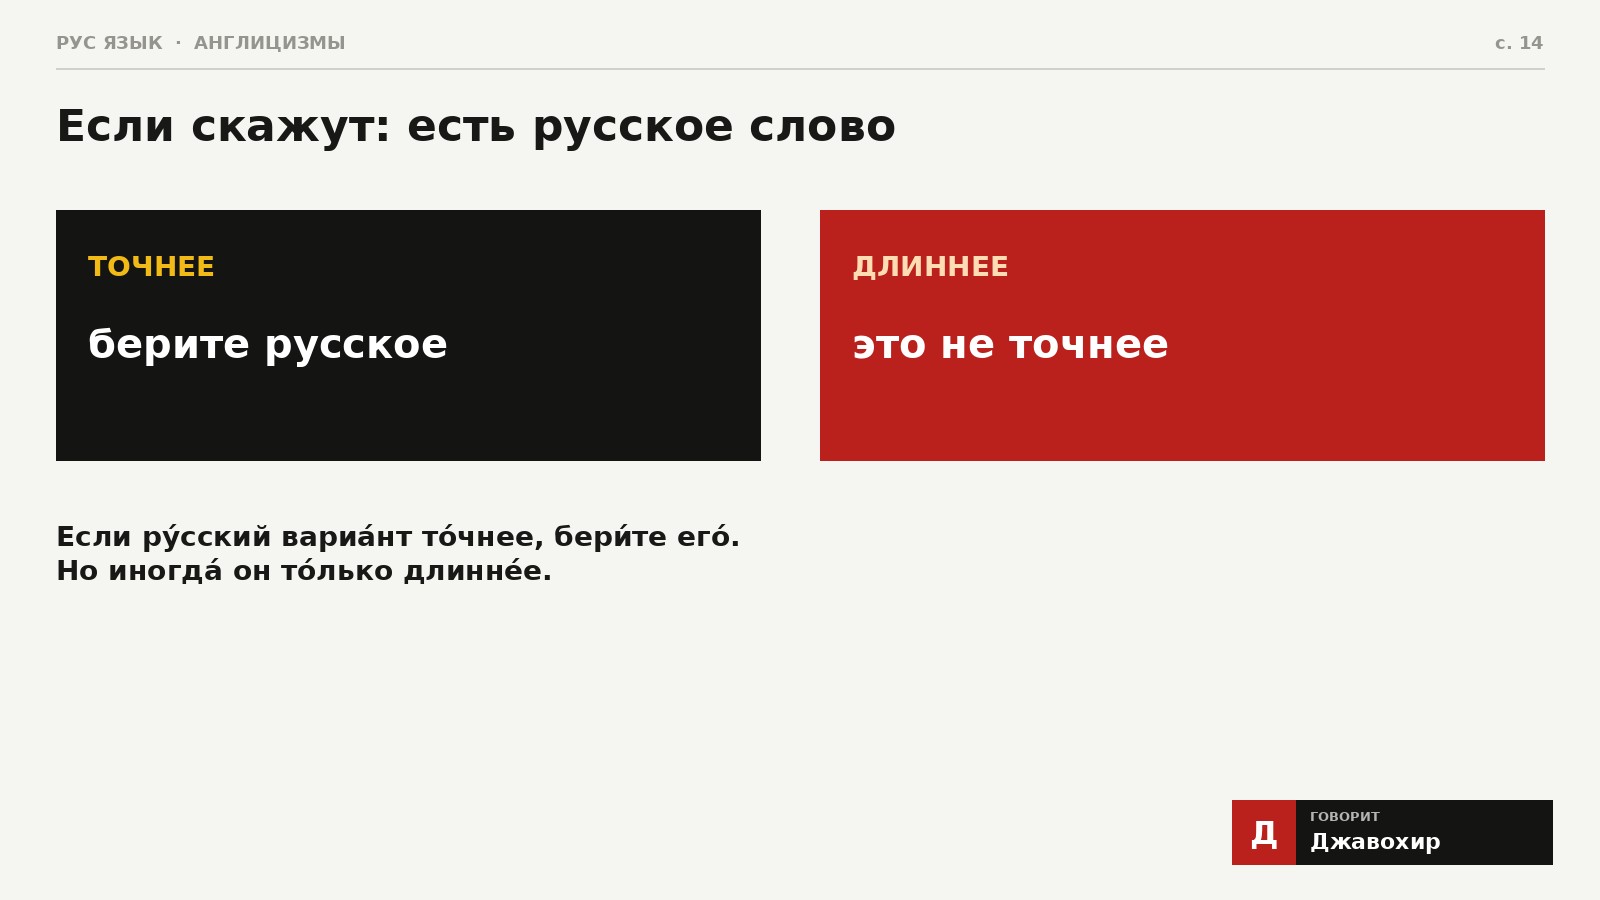 РУС ЯЗЫК · АНГЛИЦИЗМЫ
с. 14
Если скажут: есть русское слово
ТОЧНЕЕ
берите русское
ДЛИННЕЕ
это не точнее
Если ру́сский вариа́нт то́чнее, бери́те его́.
Но иногда́ он то́лько длинне́е.
Д
ГОВОРИТ
Джавохир